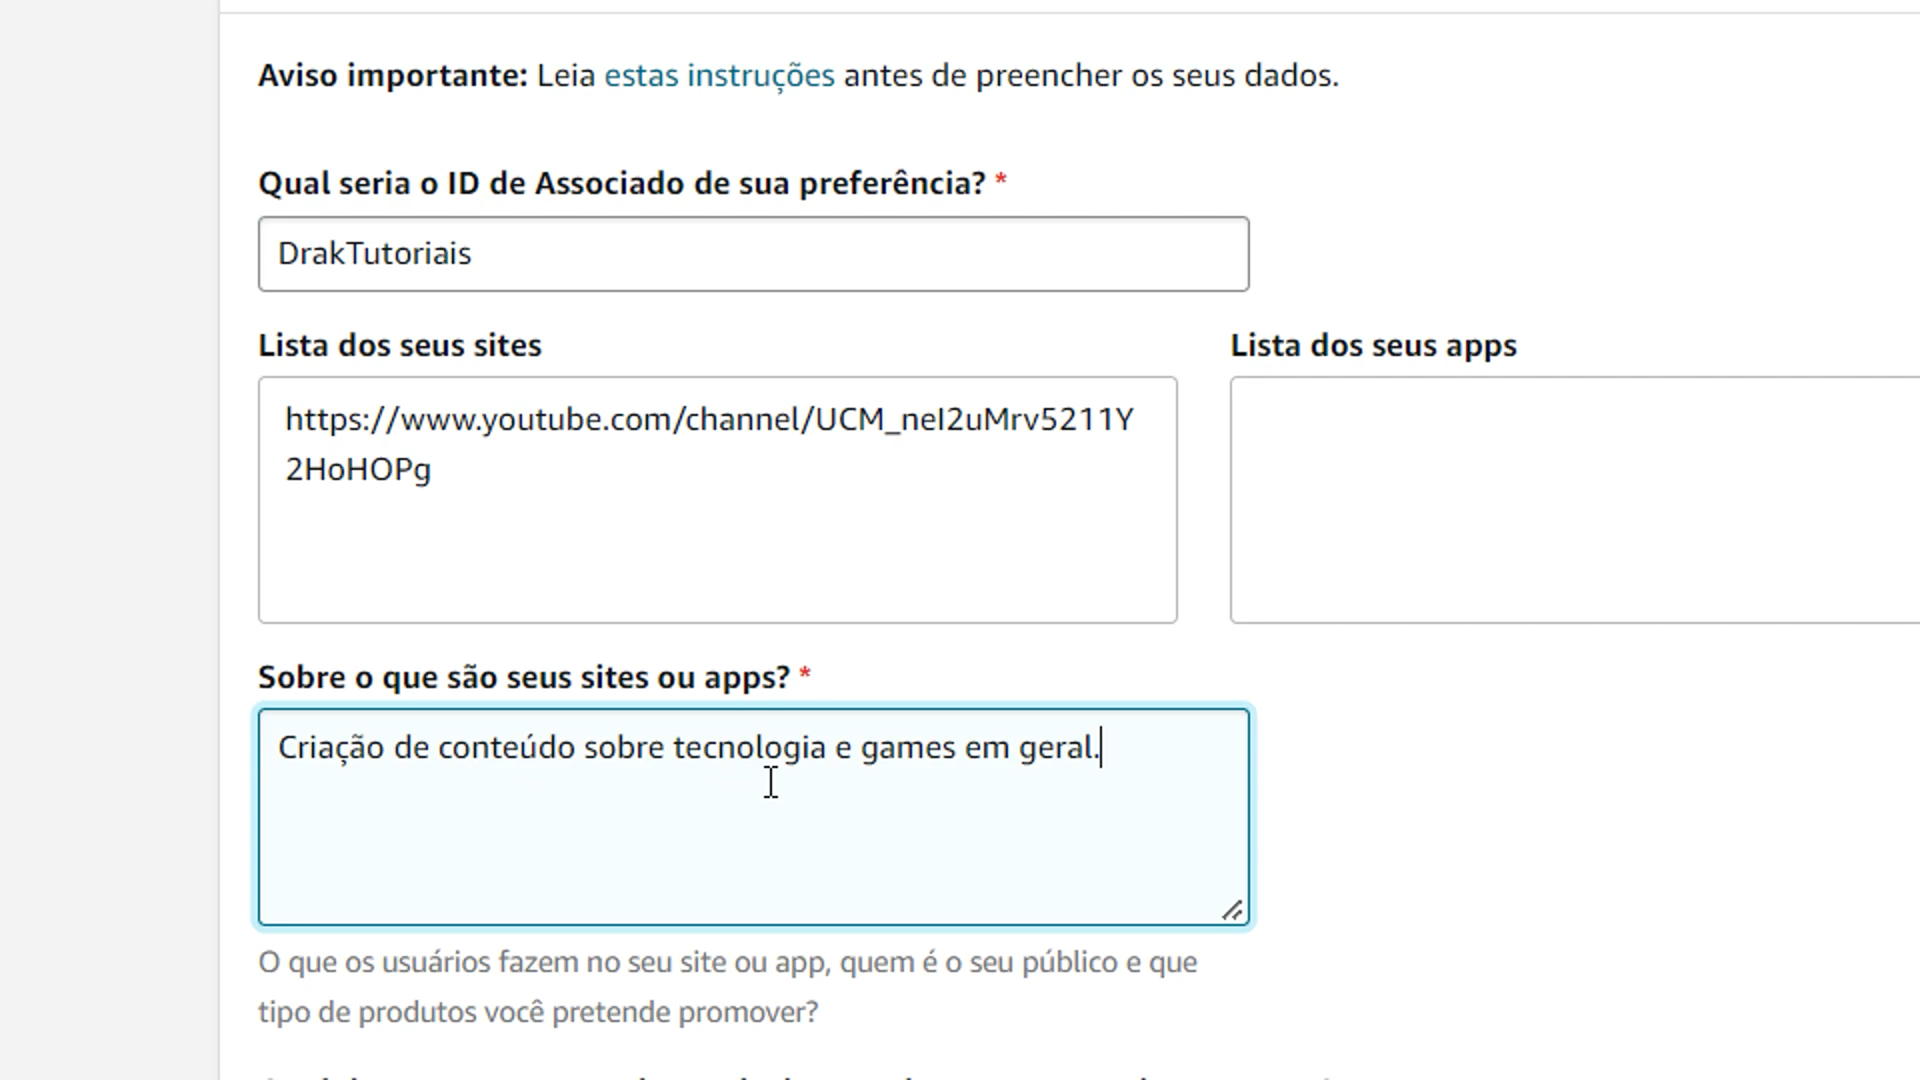 Aviso importante: Leia estas instruções antes de preencher os seus dados.
Qual seria o ID de Associado de sua preferência? *
DrakTutoriais
Lista dos seus sites
Lista dos seus apps
https://www.youtube.com/channel/UCM_neI2uMrv5211Y
2HoHOPg
Sobre o que são seus sites ou apps? *
Criação de conteúdo sobre tecnologia e games em geral.
O que os usuários fazem no seu site ou app, quem é o seu público e que
tipo de produtos você pretende promover?